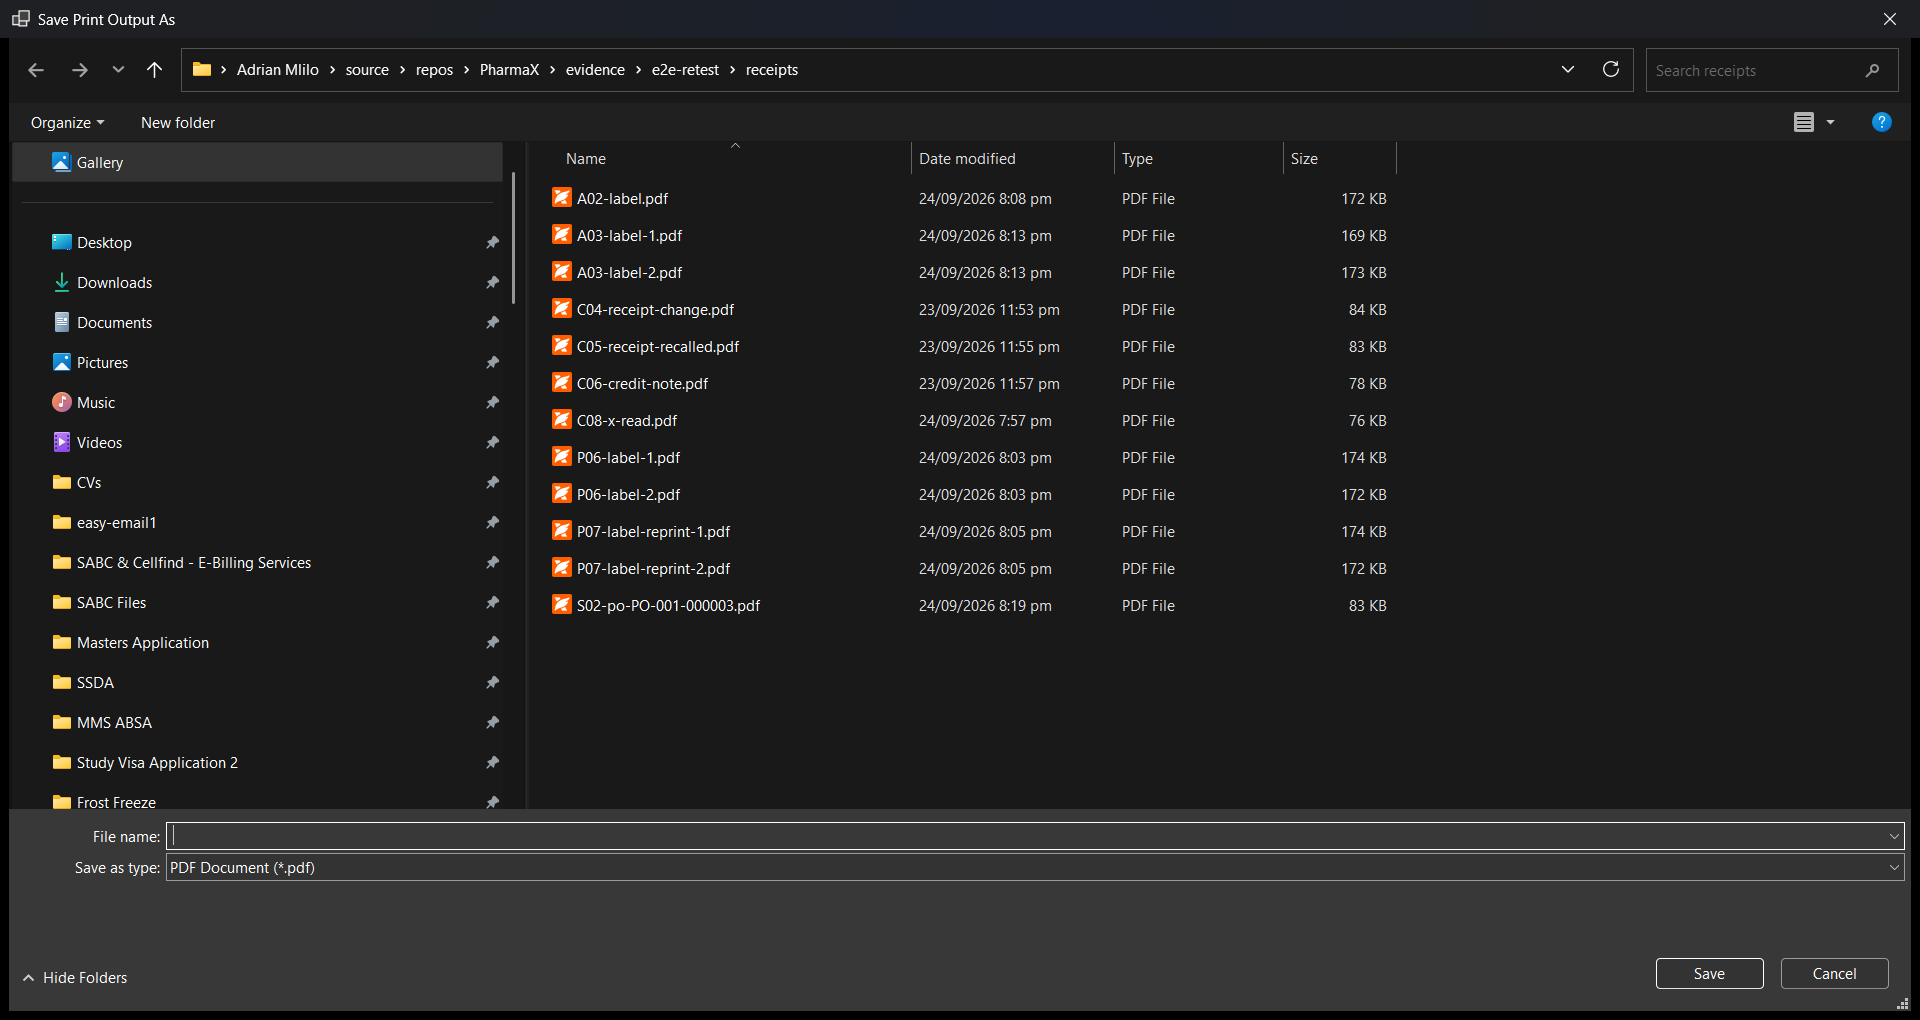 Save Print Output As
Adrian Mlilo > source > repos > PharmaX > evidence > e2e-retest > receipts
Search receipts
Organize
New folder
Gallery
Desktop
Downloads
Documents
Pictures
Music
Videos
CVs
easy-email1
SABC & Cellfind - E-Billing Services
SABC Files
Masters Application
SSDA
MMS ABSA
Study Visa Application 2
Frost Freeze
Name Date modified Type Size
A02-label.pdf 24/09/2026 8:08 pm PDF File 172 KB
A03-label-1.pdf 24/09/2026 8:13 pm PDF File 169 KB
A03-label-2.pdf 24/09/2026 8:13 pm PDF File 173 KB
C04-receipt-change.pdf 23/09/2026 11:53 pm PDF File 84 KB
C05-receipt-recalled.pdf 23/09/2026 11:55 pm PDF File 83 KB
C06-credit-note.pdf 23/09/2026 11:57 pm PDF File 78 KB
C08-x-read.pdf 24/09/2026 7:57 pm PDF File 76 KB
P06-label-1.pdf 24/09/2026 8:03 pm PDF File 174 KB
P06-label-2.pdf 24/09/2026 8:03 pm PDF File 172 KB
P07-label-reprint-1.pdf 24/09/2026 8:05 pm PDF File 174 KB
P07-label-reprint-2.pdf 24/09/2026 8:05 pm PDF File 172 KB
S02-po-PO-001-000003.pdf 24/09/2026 8:19 pm PDF File 83 KB
File name:
Save as type: PDF Document (*.pdf)
Hide Folders
Save
Cancel